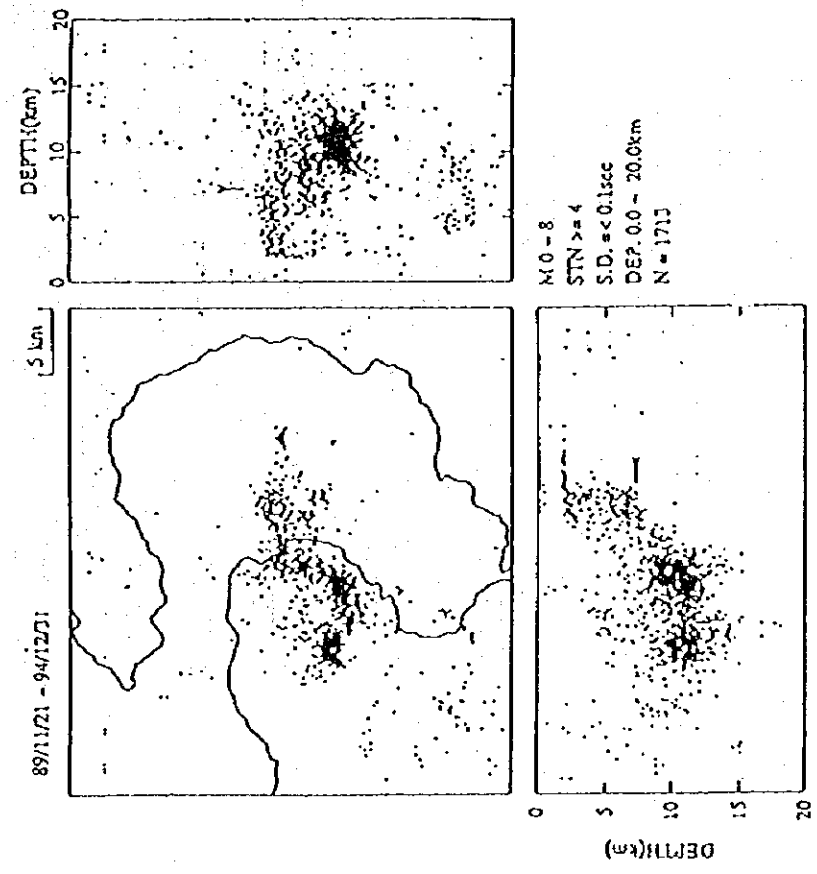 89/11/21 - 94/12/31
5 km
DEPTH(km)
0 5 10 15 20
M 0 - 8
STN >= 4
S.D. =< 0.1sec
DEP. 0.0 - 20.0km
N = 1713
0
5
10
15
20
DEPTH(km)